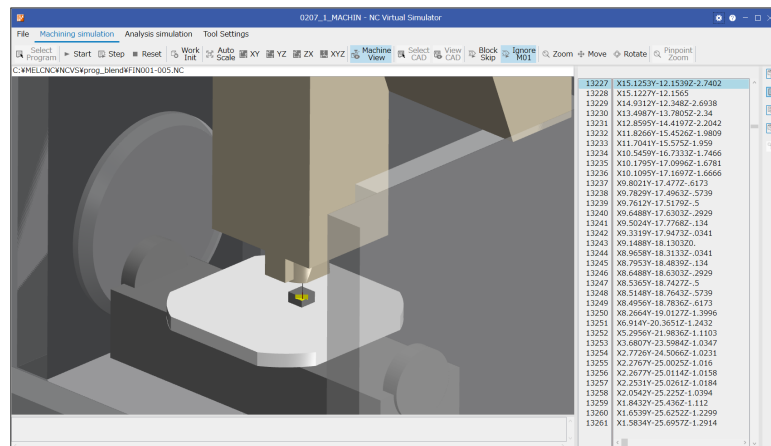 0207_1_MACHIN - NC Virtual Simulator
File Machining simulation Analysis simulation Tool Settings
Select Program Start Step Reset Work Init Auto Scale XY YZ ZX XYZ Machine View Select CAD View CAD Block Skip Ignore M01 Zoom Move Rotate Pinpoint Zoom
C:¥MELCNC¥NCVS¥prog_blend¥FIN001-005.NC
13227 X15.1253Y-12.1539Z-2.7402
13228 X15.1227Y-12.1565
13229 X14.9312Y-12.348Z-2.6938
13230 X13.4987Y-13.7805Z-2.34
13231 X12.8595Y-14.4197Z-2.2042
13232 X11.8266Y-15.4526Z-1.9809
13233 X11.7041Y-15.575Z-1.959
13234 X10.5459Y-16.7333Z-1.7466
13235 X10.1795Y-17.0996Z-1.6781
13236 X10.1095Y-17.1697Z-1.6666
13237 X9.8021Y-17.477Z-.6173
13238 X9.7829Y-17.4963Z-.5739
13239 X9.7612Y-17.5179Z-.5
13240 X9.6488Y-17.6303Z-.2929
13241 X9.5024Y-17.7768Z-.134
13242 X9.3319Y-17.9473Z-.0341
13243 X9.1488Y-18.1303Z0.
13244 X8.9658Y-18.3133Z-.0341
13245 X8.7953Y-18.4839Z-.134
13246 X8.6488Y-18.6303Z-.2929
13247 X8.5365Y-18.7427Z-.5
13248 X8.5148Y-18.7643Z-.5739
13249 X8.4956Y-18.7836Z-.6173
13250 X8.2664Y-19.0127Z-1.3996
13251 X6.914Y-20.3651Z-1.2432
13252 X5.2956Y-21.9836Z-1.1103
13253 X3.6807Y-23.5984Z-1.0347
13254 X2.7726Y-24.5066Z-1.0231
13255 X2.2767Y-25.0025Z-1.016
13256 X2.2677Y-25.0114Z-1.0158
13257 X2.2531Y-25.0261Z-1.0184
13258 X2.0542Y-25.225Z-1.0394
13259 X1.8432Y-25.436Z-1.112
13260 X1.6539Y-25.6252Z-1.2299
13261 X1.5834Y-25.6957Z-1.2914